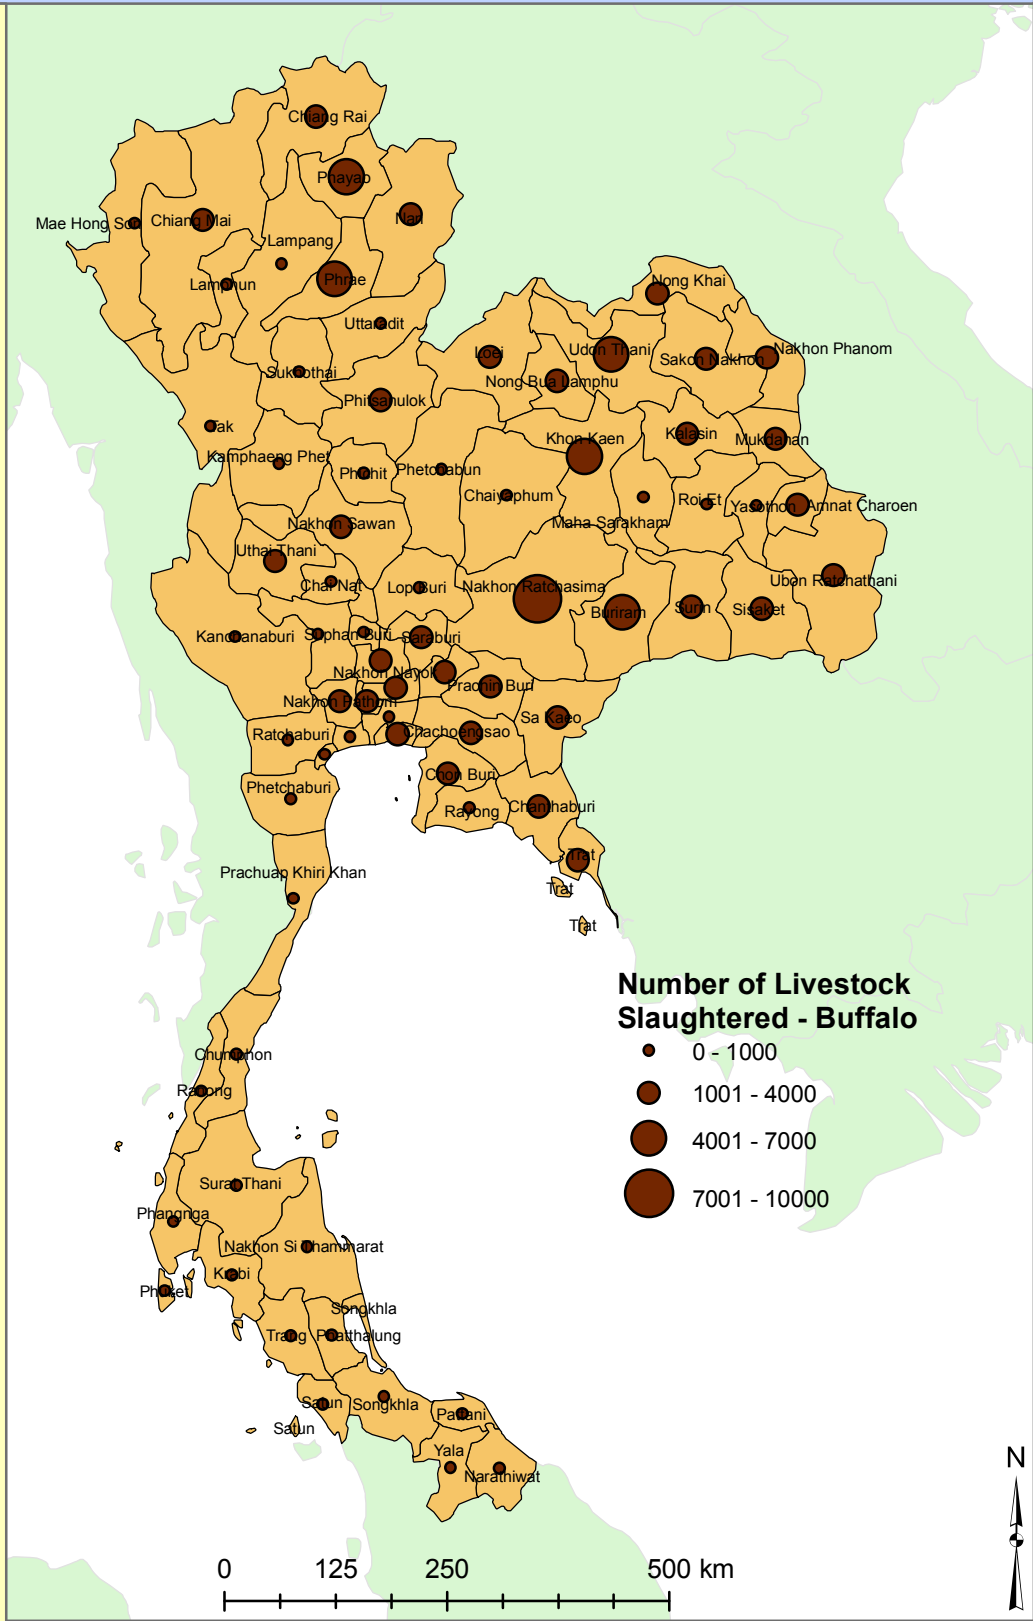 Chiang Rai
Phayao
Nan
Mae Hong Son
Chiang Mai
Lampang
Lamphun
Phrae
Nong Khai
Uttaradit
Loei
Udon Thani
Sakon Nakhon
Nakhon Phanom
Sukhothai
Nong Bua Lamphu
Phitsanulok
Tak
Khon Kaen
Kalasin
Mukdahan
Kamphaeng Phet
Phichit
Phetchabun
Chaiyaphum
Roi Et
Yasothon
Amnat Charoen
Maha Sarakham
Nakhon Sawan
Uthai Thani
Chai Nat
Lop Buri
Nakhon Ratchasima
Ubon Ratchathani
Buriram
Surin
Sisaket
Kanchanaburi
Suphan Buri
Saraburi
Nakhon Nayok
Prachin Buri
Nakhon Pathom
Sa Kaeo
Ratchaburi
Chachoengsao
Chon Buri
Phetchaburi
Rayong
Chanthaburi
Trat
Prachuap Khiri Khan
Trat
Trat
Number of Livestock
Slaughtered - Buffalo
0 - 1000
1001 - 4000
4001 - 7000
7001 - 10000
Chumphon
Ranong
Surat Thani
Phangnga
Nakhon Si Thammarat
Krabi
Phuket
Songkhla
Trang
Phatthalung
Satun
Songkhla
Pattani
Satun
Yala
Narathiwat
N
0 125 250 500 km